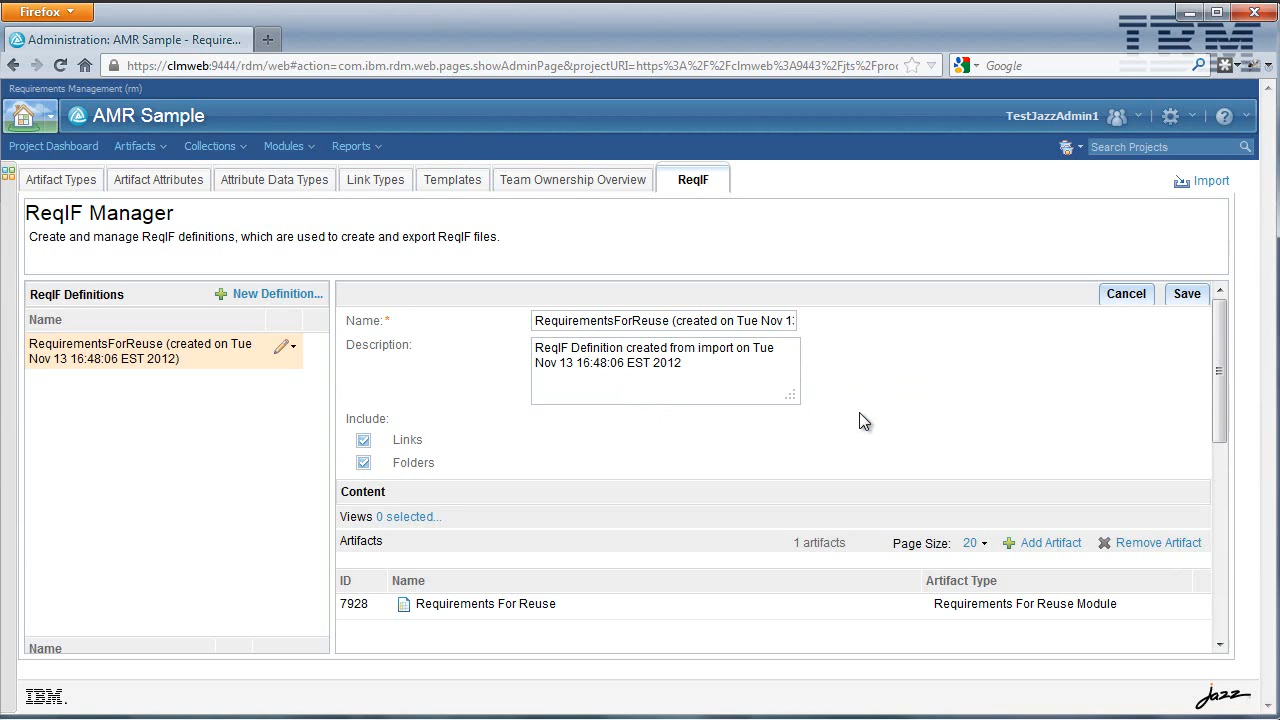 Firefox
Administration: AMR Sample - Require...
IBM
https://clmweb:9444/rdm/web#action=com.ibm.rdm.web.pages.showAdminPage&projectURI=https%3A%2F%2Fclmweb%3A9
2Fjts%2Fproc
Google
Requirements Management (rm)
AMR Sample
TestJazzAdmin1
Project Dashboard Artifacts Collections Modules Reports
Search Projects
Artifact Types Artifact Attributes Attribute Data Types Link Types Templates Team Ownership Overview ReqIF
Import
ReqIF Manager
Create and manage ReqIF definitions, which are used to create and export ReqIF files.
ReqIF Definitions New Definition...
Cancel Save
Name
RequirementsForReuse (created on Tue
Nov 13 16:48:06 EST 2012)
Name:* RequirementsForReuse (created on Tue Nov 13
Description: ReqIF Definition created from import on Tue
Nov 13 16:48:06 EST 2012
Include:
Links
Folders
Content
Views 0 selected...
Artifacts 1 artifacts Page Size: 20 Add Artifact Remove Artifact
ID Name Artifact Type
7928 Requirements For Reuse Requirements For Reuse Module
Name
IBM.
jazz